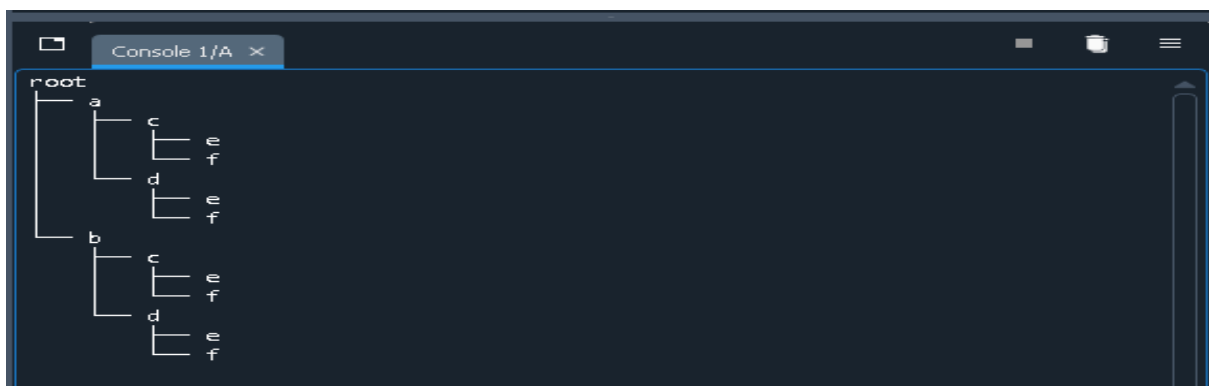 Console 1/A ×
root
├── a
│   ├── c
│   │   ├── e
│   │   └── f
│   └── d
│       ├── e
│       └── f
└── b
    ├── c
    │   ├── e
    │   └── f
    └── d
        ├── e
        └── f